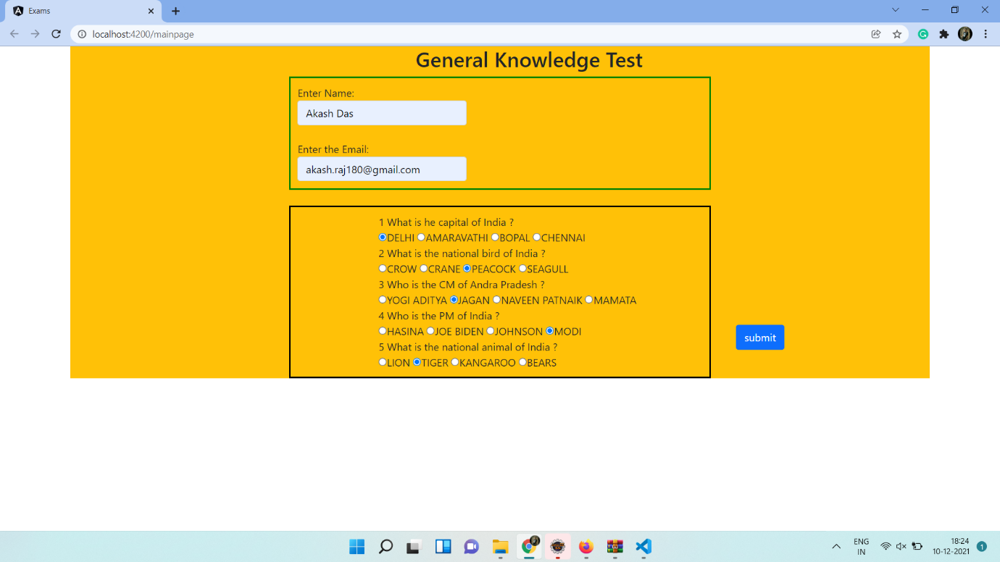 Exams
localhost:4200/mainpage
General Knowledge Test
Enter Name:
Akash Das
Enter the Email:
akash.raj180@gmail.com
1 What is he capital of India ?
DELHI AMARAVATHI BOPAL CHENNAI
2 What is the national bird of India ?
CROW CRANE PEACOCK SEAGULL
3 Who is the CM of Andra Pradesh ?
YOGI ADITYA JAGAN NAVEEN PATNAIK MAMATA
4 Who is the PM of India ?
HASINA JOE BIDEN JOHNSON MODI
submit
5 What is the national animal of India ?
LION TIGER KANGAROO BEARS
ENG
IN
18:24
10-12-2021
1